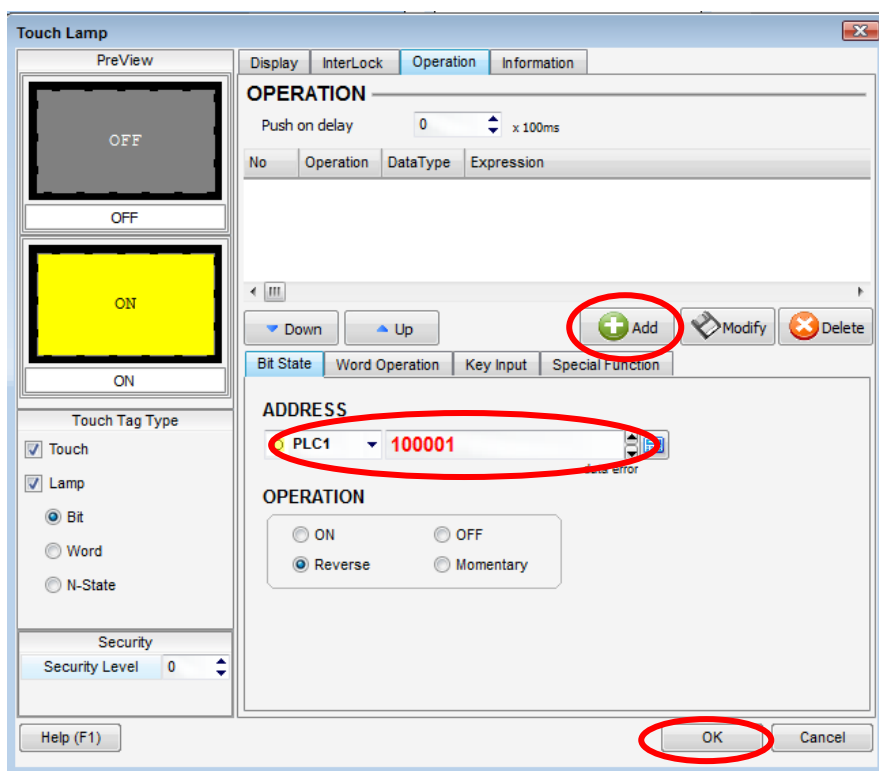 Touch Lamp
PreView
OFF
OFF
ON
ON
Touch Tag Type
Touch
Lamp
Bit
Word
N-State
Security
Security Level 0
Display InterLock Operation Information
OPERATION
Push on delay 0 x 100ms
No Operation DataType Expression
Down Up Add Modify Delete
Bit State Word Operation Key Input Special Function
ADDRESS
PLC1 100001
data error
OPERATION
ON OFF
Reverse Momentary
Help (F1) OK Cancel